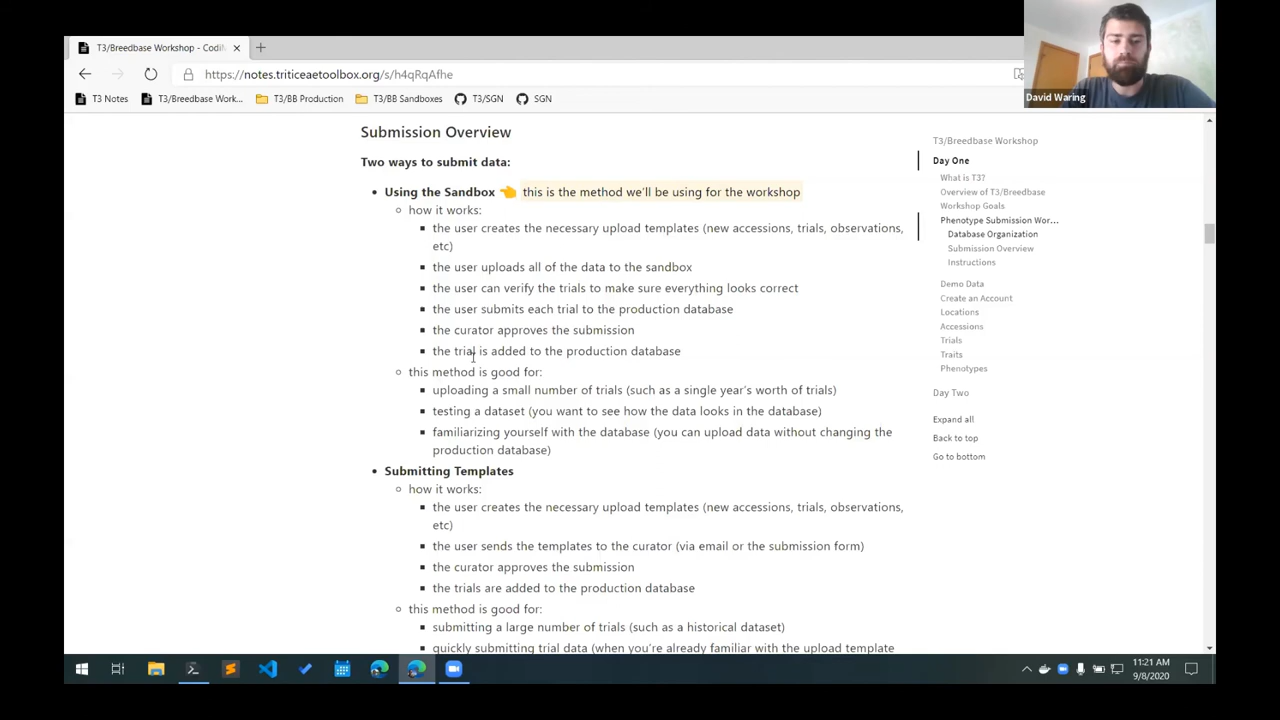 T3/Breedbase Workshop - CodiM
https://notes.triticeaetoolbox.org/s/h4qRqAfhe
T3 Notes
T3/Breedbase Work...
T3/BB Production
T3/BB Sandboxes
T3/SGN
SGN
David Waring
Submission Overview
Two ways to submit data:
Using the Sandbox 👈 this is the method we'll be using for the workshop
how it works:
the user creates the necessary upload templates (new accessions, trials, observations,
etc)
the user uploads all of the data to the sandbox
the user can verify the trials to make sure everything looks correct
the user submits each trial to the production database
the curator approves the submission
the trial is added to the production database
this method is good for:
uploading a small number of trials (such as a single year's worth of trials)
testing a dataset (you want to see how the data looks in the database)
familiarizing yourself with the database (you can upload data without changing the
production database)
Submitting Templates
how it works:
the user creates the necessary upload templates (new accessions, trials, observations,
etc)
the user sends the templates to the curator (via email or the submission form)
the curator approves the submission
the trials are added to the production database
this method is good for:
submitting a large number of trials (such as a historical dataset)
quickly submitting trial data (when you're already familiar with the upload template
T3/Breedbase Workshop
Day One
What is T3?
Overview of T3/Breedbase
Workshop Goals
Phenotype Submission Wor...
Database Organization
Submission Overview
Instructions
Demo Data
Create an Account
Locations
Accessions
Trials
Traits
Phenotypes
Day Two
Expand all
Back to top
Go to bottom
11:21 AM
9/8/2020